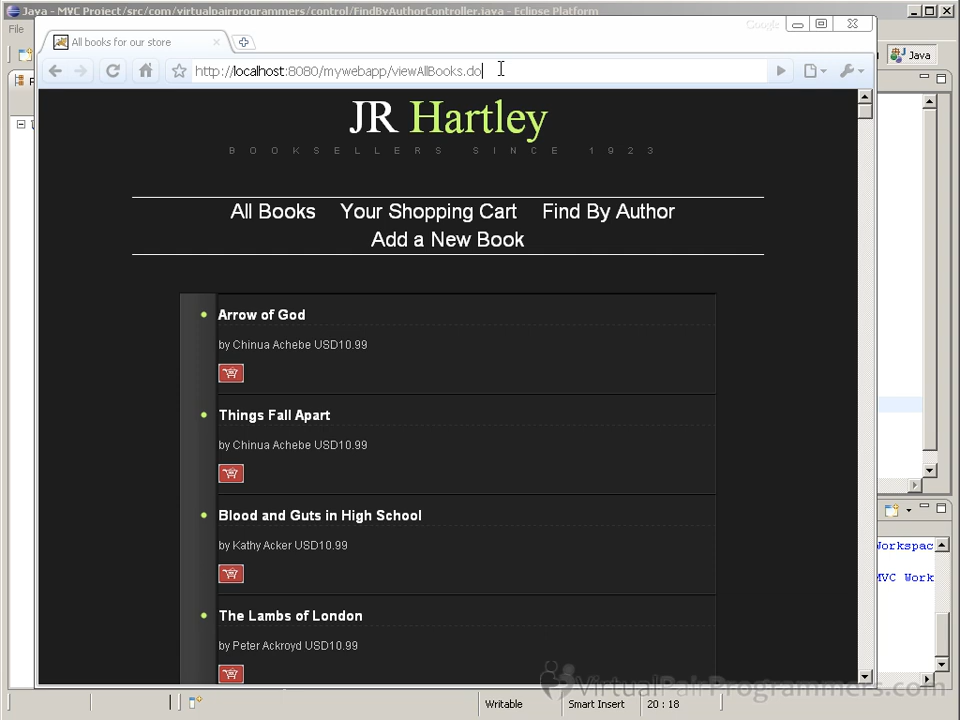 Java - MVC Project/src/com/virtualpairprogrammers/control/FindByAuthorController.java - Eclipse Platform
File
Google
All books for our store
Java
http://localhost:8080/mywebapp/viewAllBooks.do
JR Hartley
BOOKSELLERS SINCE 1923
All Books Your Shopping Cart Find By Author
Add a New Book
Arrow of God
by Chinua Achebe USD10.99
Things Fall Apart
by Chinua Achebe USD10.99
Blood and Guts in High School
by Kathy Acker USD10.99
Workspac
MVC Work
The Lambs of London
by Peter Ackroyd USD10.99
VirtualPairProgrammers.com
Writable Smart Insert 20 : 18